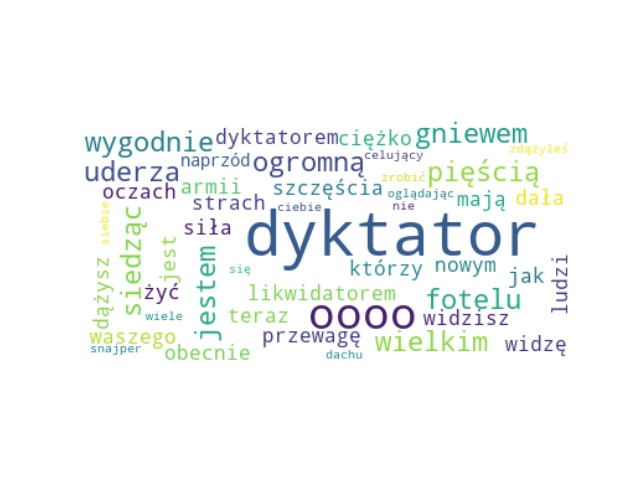 wygodnie dyktatorem ciężko gniewem
zdążyłeś
uderza naprzód ogromną celujący pięścią
zrobić
oczach armii szczęścia oglądając mają dała
strach ciebie nie
siebie siedząc siła dyktator
dążysz jest jestem się którzy nowym jak ludzi
żyć likwidatorem fotelu
wiele teraz oooo widzisz
waszego przewagę wielkim widzę
snajper obecnie dachu